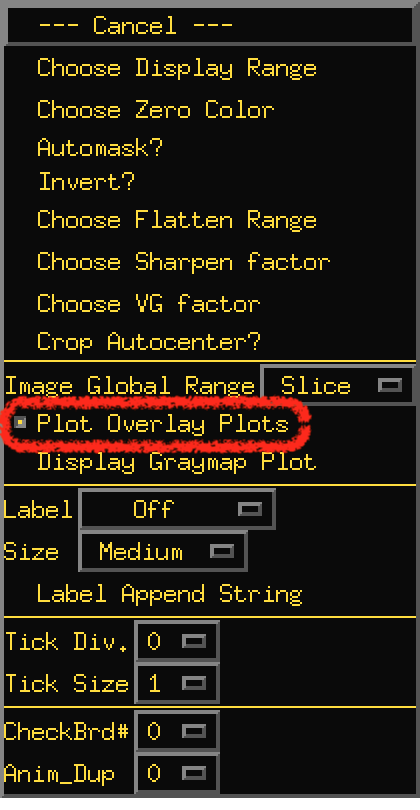 --- Cancel ---
Choose Display Range
Choose Zero Color
Automask?
Invert?
Choose Flatten Range
Choose Sharpen factor
Choose VG factor
Crop Autocenter?
Image Global Range Slice
Plot Overlay Plots
Display Graymap Plot
Label Off
Size Medium
Label Append String
Tick Div. 0
Tick Size 1
CheckBrd# 0
Anim_Dup 0